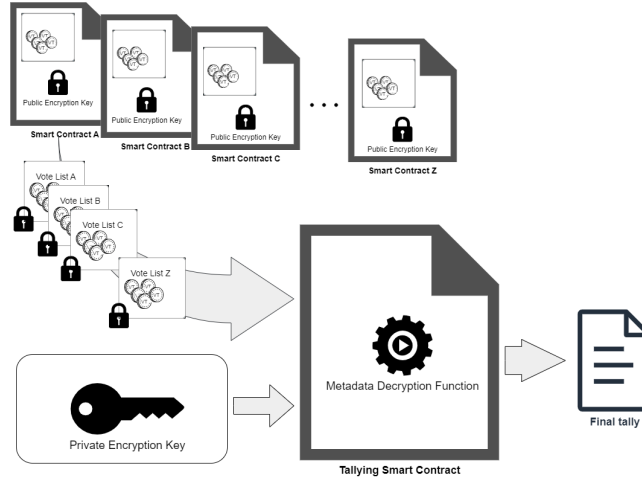 Public Encryption Key
Smart Contract A
Public Encryption Key
Smart Contract B
Public Encryption Key
Smart Contract C
Public Encryption Key
Smart Contract Z
Vote List A
Vote List B
Vote List C
Vote List Z
Metadata Decryption Function
Private Encryption Key
Tallying Smart Contract
Final tally